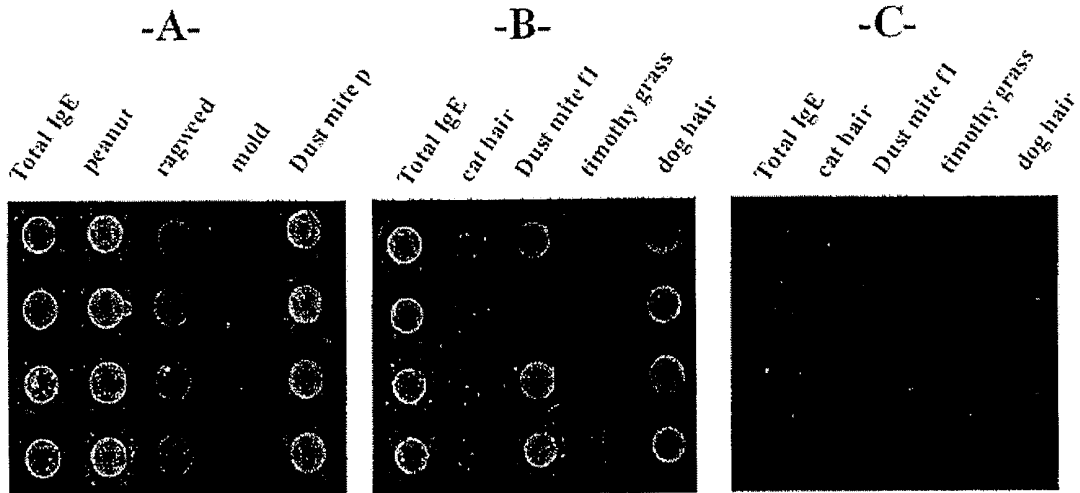 -A-
Total IgE
peanut
ragweed
mold
Dust mite p
-B-
Total IgE
cat hair
Dust mite f1
timothy grass
dog hair
-C-
Total IgE
cat hair
Dust mite f1
timothy grass
dog hair